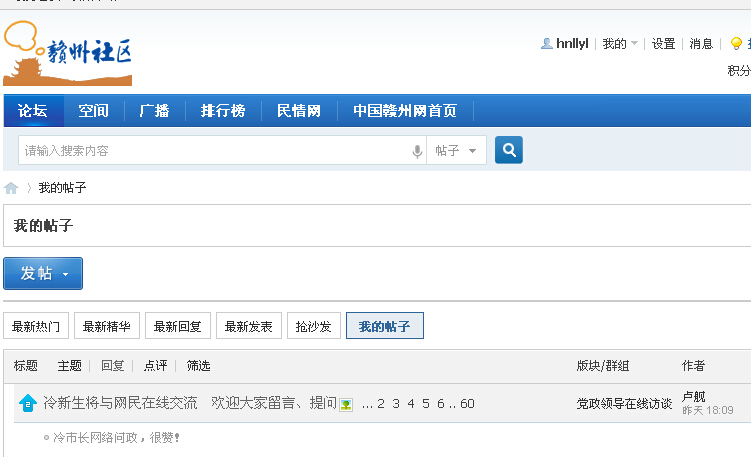 赣州社区
hnllyl 我的 设置 消息
积分
论坛 空间 广播 排行榜 民情网 中国赣州网首页
请输入搜索内容 帖子
我的帖子
我的帖子
发帖
最新热门 最新精华 最新回复 最新发表 抢沙发 我的帖子
标题 主题 回复 点评 筛选 版块/群组 作者
冷新生将与网民在线交流 欢迎大家留言、提问 ... 2 3 4 5 6 .. 60 党政领导在线访谈 卢舰
昨天 18:09
冷市长网络问政，很赞!